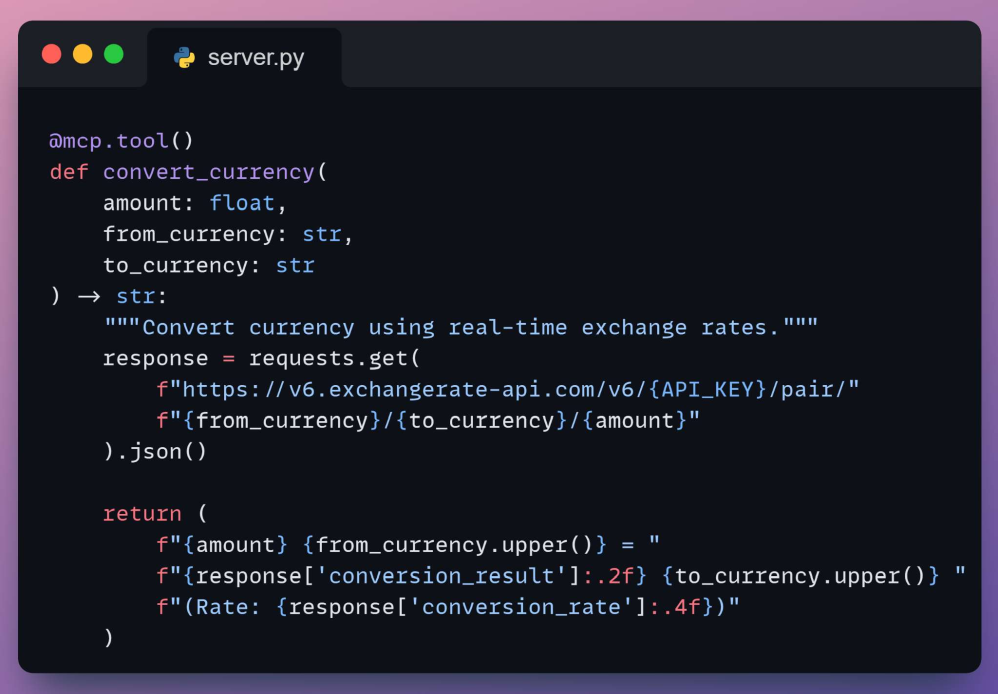 server.py
@mcp.tool()
def convert_currency(
    amount: float,
    from_currency: str,
    to_currency: str
) -> str:
    """Convert currency using real-time exchange rates."""
    response = requests.get(
        f"https://v6.exchangerate-api.com/v6/{API_KEY}/pair/"
        f"{from_currency}/{to_currency}/{amount}"
    ).json()

    return (
        f"{amount} {from_currency.upper()} = "
        f"{response['conversion_result']:.2f} {to_currency.upper()} "
        f"(Rate: {response['conversion_rate']:.4f})"
    )